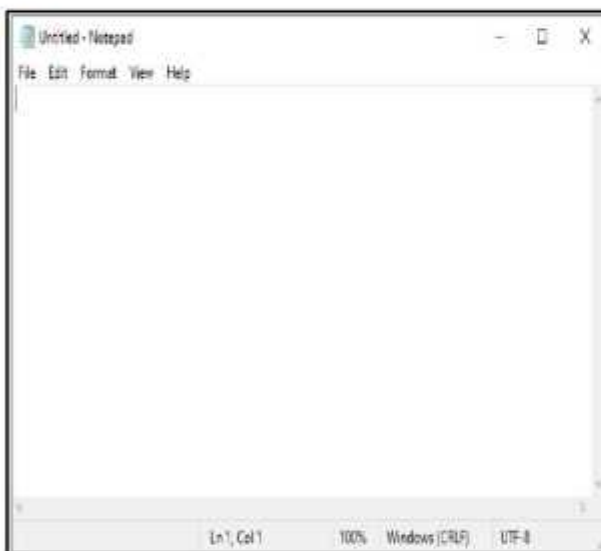 Untitled - Notepad
File Edit Format View Help
Ln 1, Col 1 100% Windows (CRLF) UTF-8